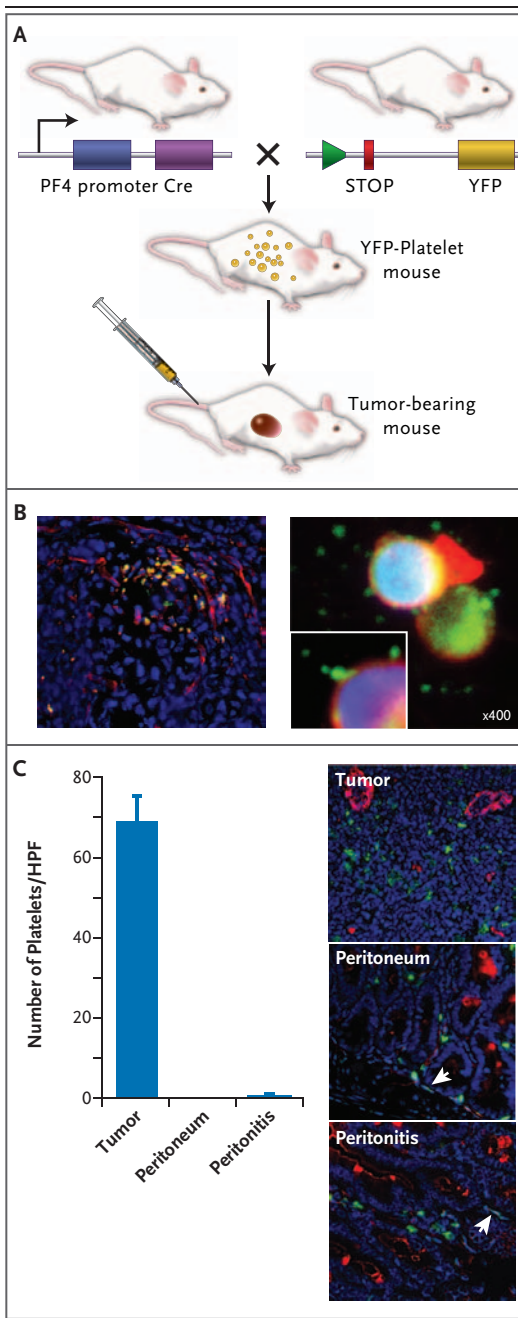 A
PF4 promoter Cre
STOP
YFP
YFP-Platelet
mouse
Tumor-bearing
mouse
B
x400
C
Number of Platelets/HPF
80
60
40
20
0
Tumor
Peritoneum
Peritonitis
Tumor
Peritoneum
Peritonitis